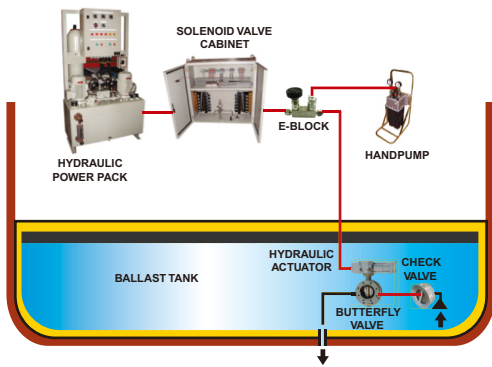 SOLENOID VALVE
CABINET
E-BLOCK
HANDPUMP
HYDRAULIC
POWER PACK
HYDRAULIC
ACTUATOR
CHECK
VALVE
BALLAST TANK
BUTTERFLY
VALVE